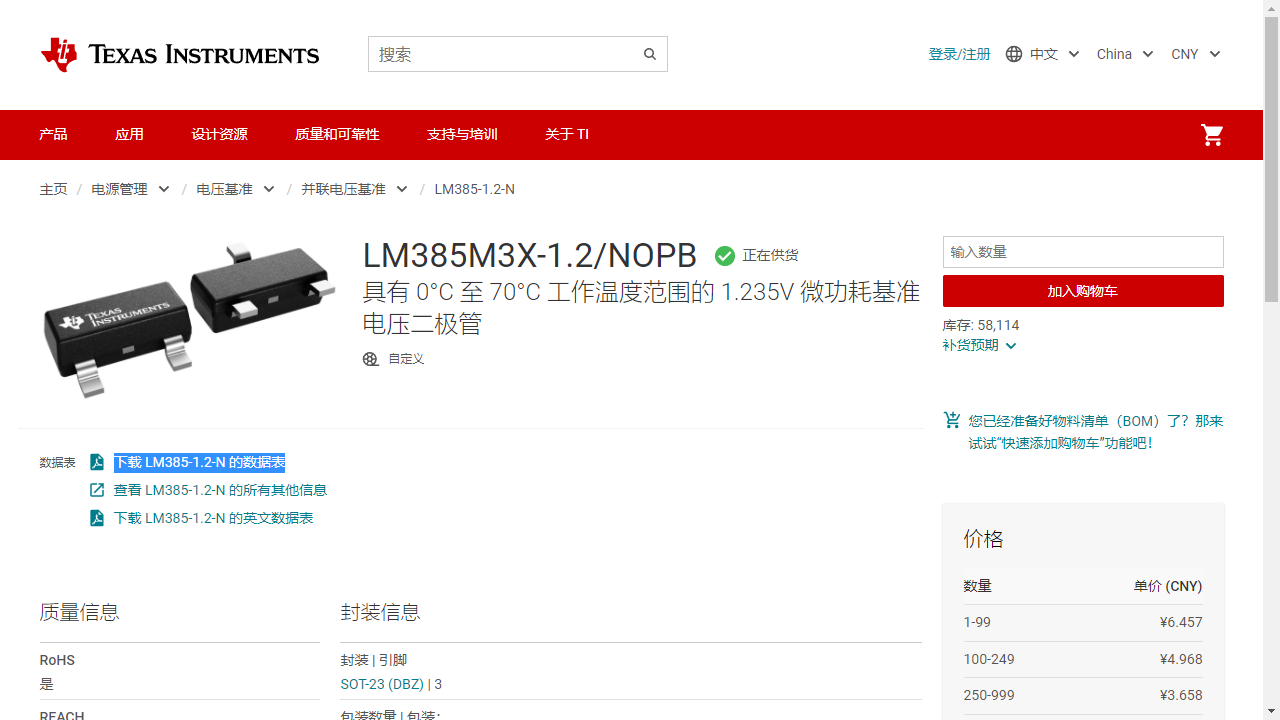 TEXAS INSTRUMENTS
搜索
登录/注册
中文
China
CNY
产品
应用
设计资源
质量和可靠性
支持与培训
关于 TI
主页 / 电源管理 / 电压基准 / 并联电压基准 / LM385-1.2-N
TEXAS INSTRUMENTS
LM385M3X-1.2/NOPB
正在供货
具有 0°C 至 70°C 工作温度范围的 1.235V 微功耗基准
电压二极管
自定义
输入数量
加入购物车
库存: 58,114
补货预期
您已经准备好物料清单（BOM）了？那来
试试“快速添加购物车”功能吧！
数据表
下载 LM385-1.2-N 的数据表
查看 LM385-1.2-N 的所有其他信息
下载 LM385-1.2-N 的英文数据表
质量信息
RoHS
是
REACH
封装信息
封装 | 引脚
SOT-23 (DBZ) | 3
包装数量 | 包装:
价格
数量 单价 (CNY)
1-99 ¥6.457
100-249 ¥4.968
250-999 ¥3.658